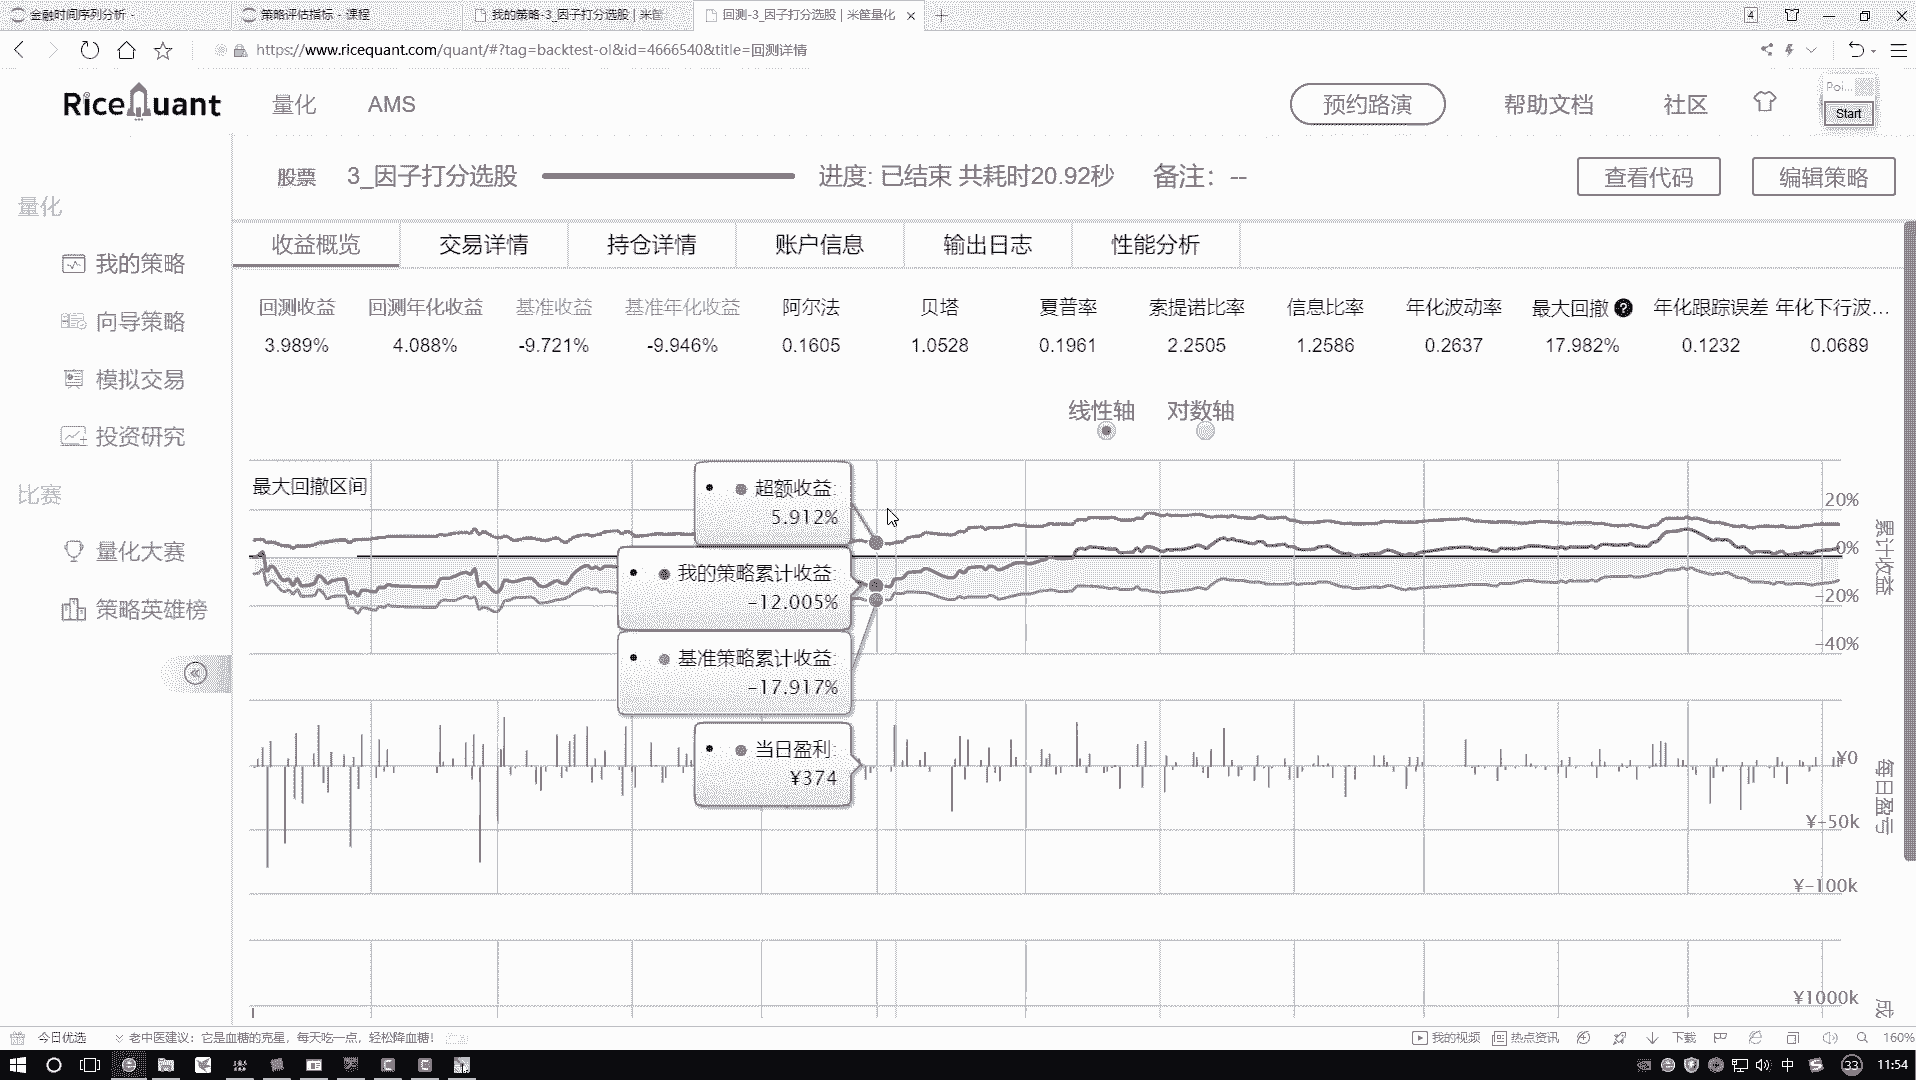 金融时间序列分析 -
策略评估指标 - 课程
我的策略-3_因子打分选股 | 米筐
回测-3_因子打分选股 | 米筐量化
4
https://www.ricequant.com/quant/#?tag=backtest-ol&id=4666540&title=回测详情
RiceQuant
量化
AMS
预约路演
帮助文档
社区
Poi...
Start
量化
我的策略
向导策略
模拟交易
投资研究
比赛
量化大赛
策略英雄榜
股票
3_因子打分选股
进度: 已结束 共耗时20.92秒
备注: --
查看代码
编辑策略
收益概览
交易详情
持仓详情
账户信息
输出日志
性能分析
回测收益 回测年化收益 基准收益 基准年化收益 阿尔法 贝塔 夏普率 索提诺比率 信息比率 年化波动率 最大回撤 ? 年化跟踪误差 年化下行波...
3.989% 4.088% -9.721% -9.946% 0.1605 1.0528 0.1961 2.2505 1.2586 0.2637 17.982% 0.1232 0.0689
线性轴 对数轴
最大回撤区间
超额收益:
5.912%
我的策略累计收益:
-12.005%
基准策略累计收益:
-17.917%
当日盈利:
¥374
20%
0%
-20%
-40%
累计收益
¥0
¥-50k
¥-100k
每日盈亏
¥1000k
成
今日优选
老中医建议：它是血糖的克星，每天吃一点，轻松降血糖！
我的视频
热点资讯
下载
160%
中
33
11:54